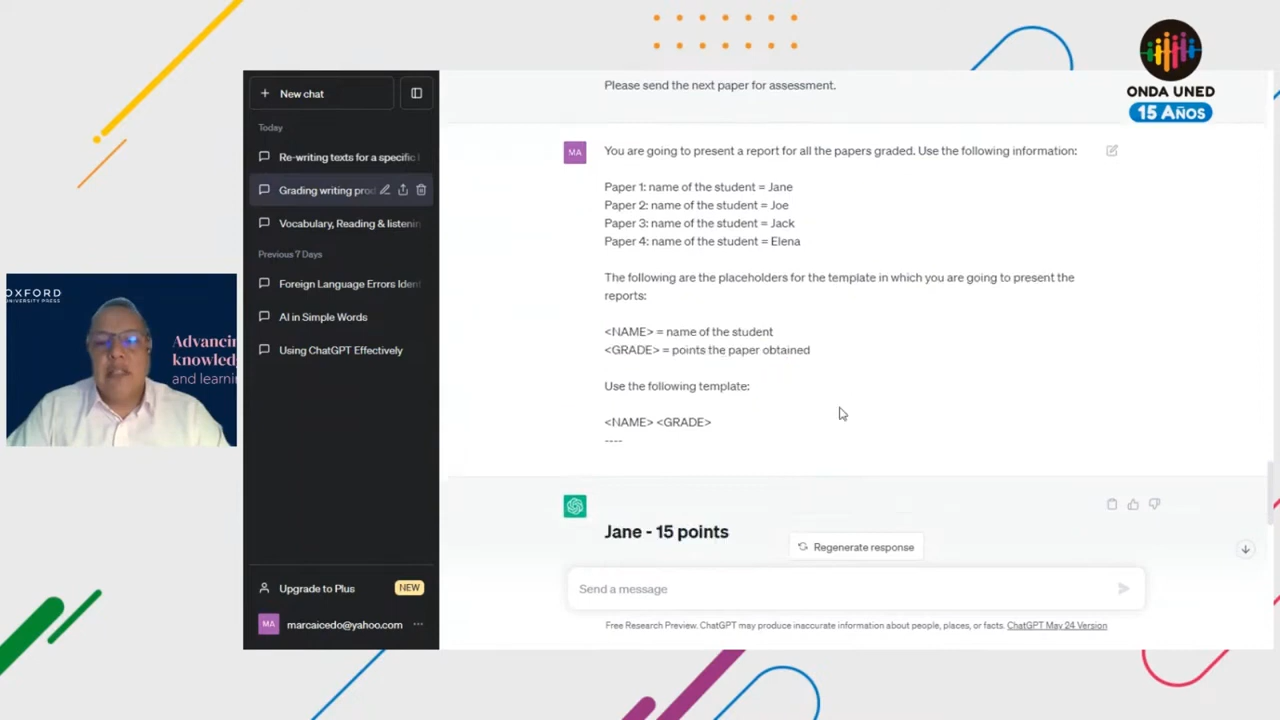 ONDA UNED
15 AÑOS
OXFORD
UNIVERSITY PRESS
Advancin
knowled
and learni
New chat
Today
Re-writing texts for a specific
Grading writing prod
Vocabulary, Reading & listenin
Previous 7 Days
Foreign Language Errors Iden
AI in Simple Words
Using ChatGPT Effectively
Upgrade to Plus NEW
MA marcaicedo@yahoo.com
Please send the next paper for assessment.
MA
You are going to present a report for all the papers graded. Use the following information:
Paper 1: name of the student = Jane
Paper 2: name of the student = Joe
Paper 3: name of the student = Jack
Paper 4: name of the student = Elena
The following are the placeholders for the template in which you are going to present the
reports:
<NAME> = name of the student
<GRADE> = points the paper obtained
Use the following template:
<NAME> <GRADE>
----
Jane - 15 points
Regenerate response
Send a message
Free Research Preview. ChatGPT may produce inaccurate information about people, places, or facts. ChatGPT May 24 Version